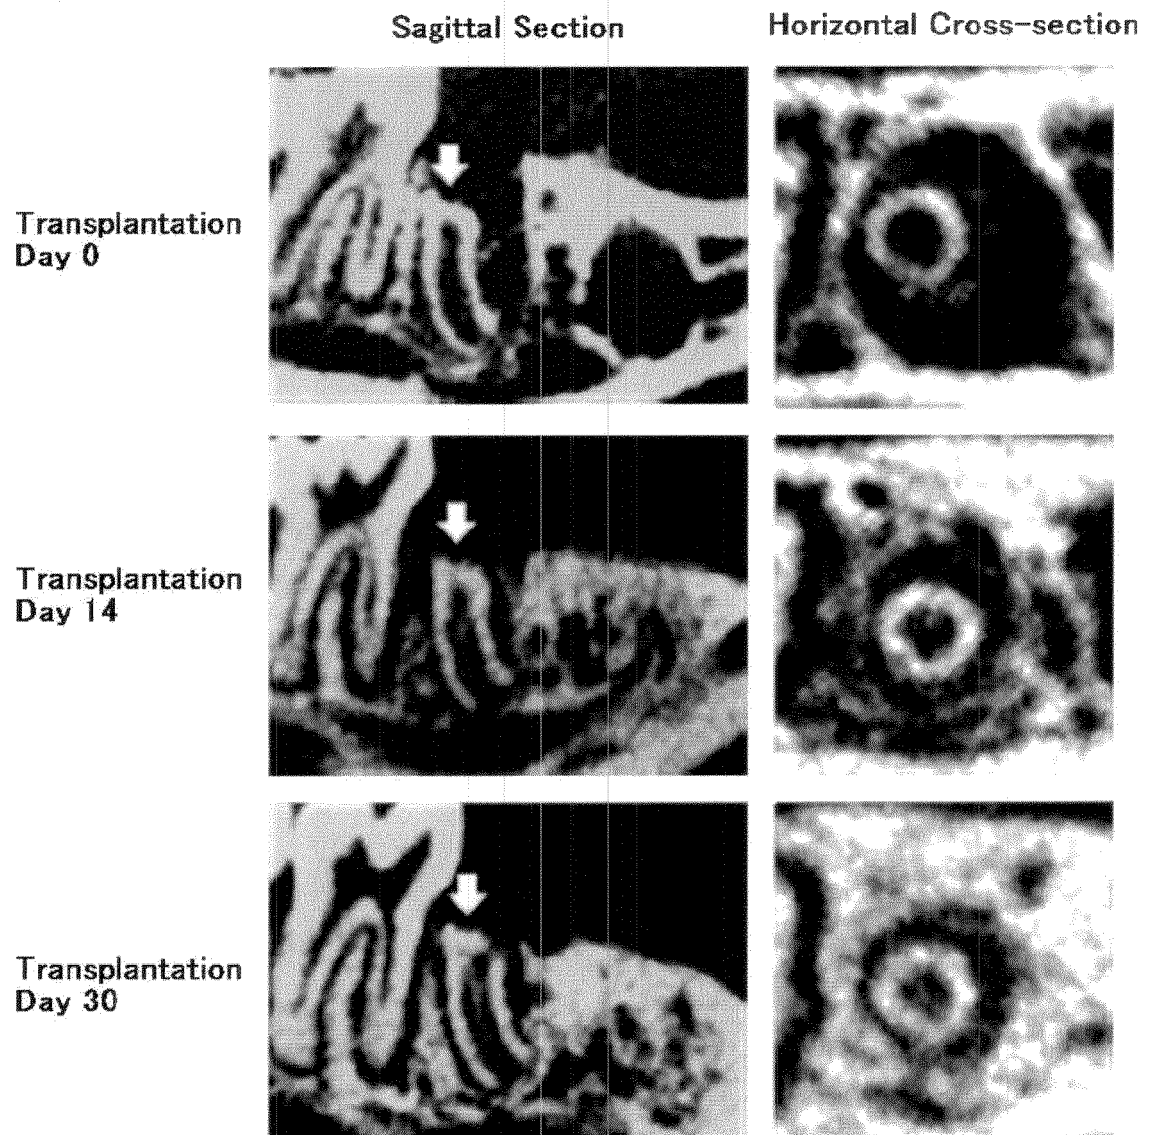 Sagittal Section
Horizontal Cross-section
Transplantation
Day 0
Transplantation
Day 14
Transplantation
Day 30